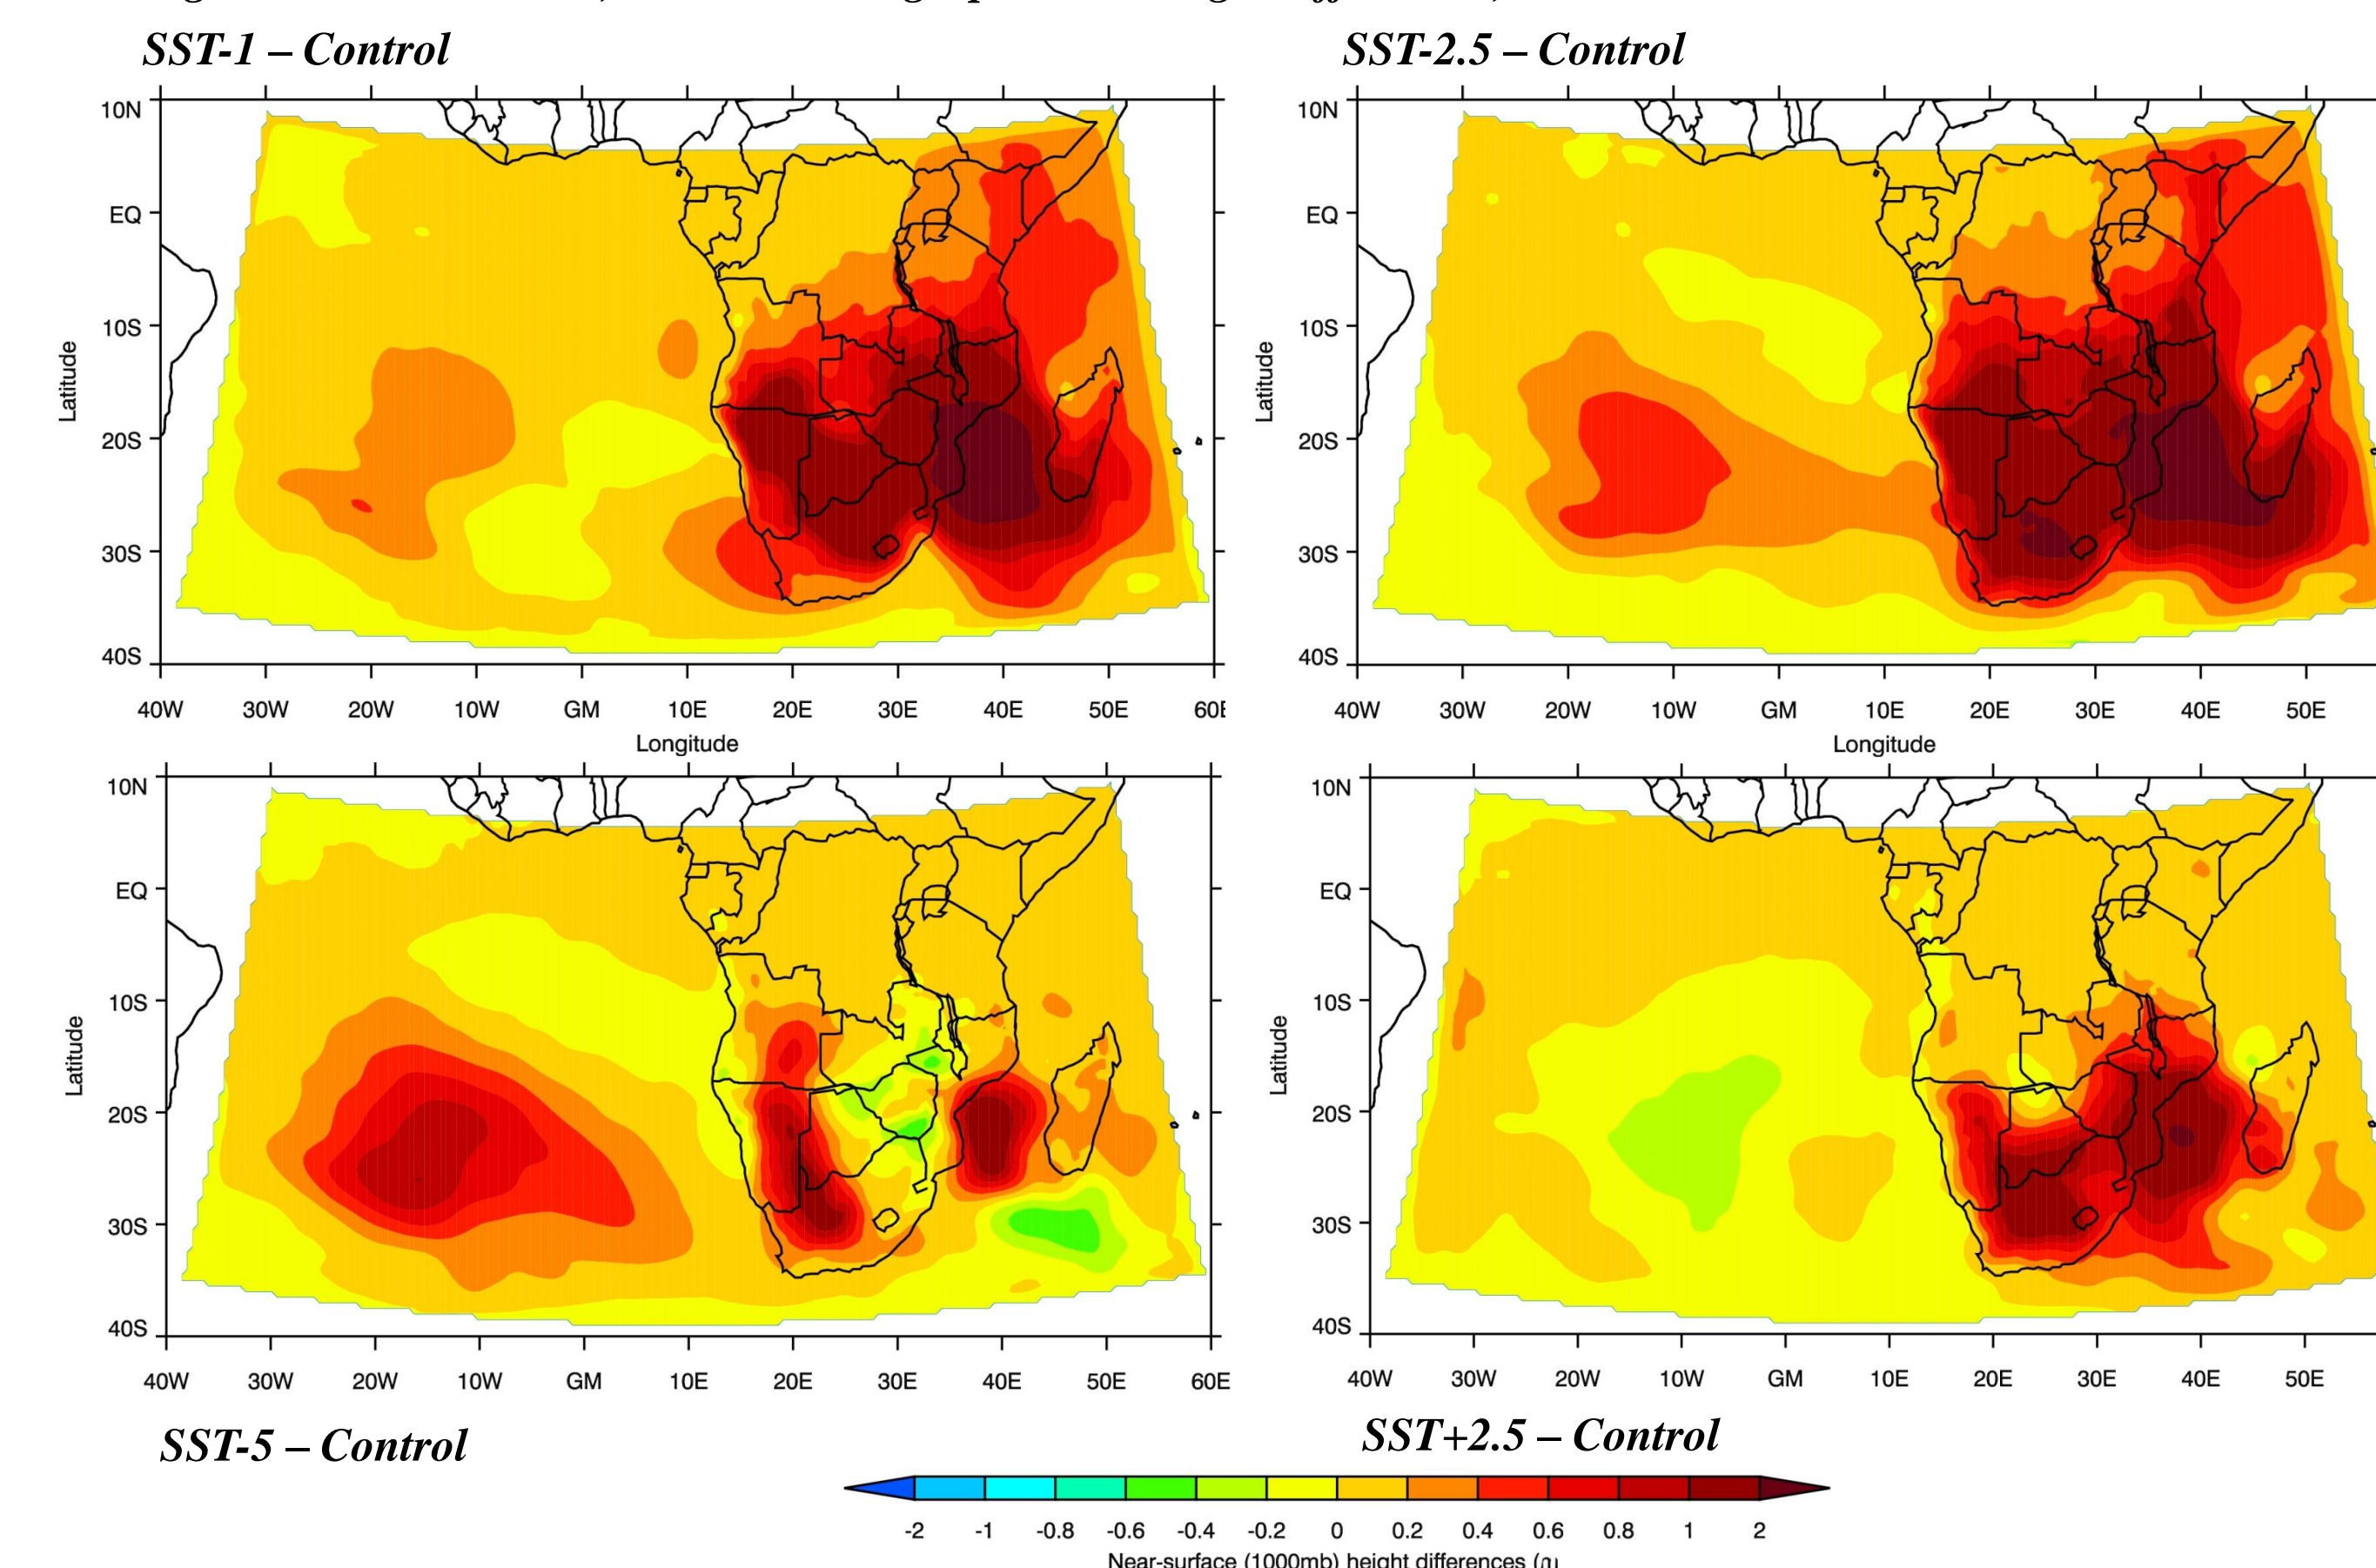 SST-1 – Control
SST-2.5 – Control
10N
EQ
10S
20S
30S
40S
Latitude
40W 30W 20W 10W GM 10E 20E 30E 40E 50E
Longitude
10N
EQ
10S
20S
30S
40S
Latitude
40W 30W 20W 10W GM 10E 20E 30E 40E 50E
Longitude
10N
EQ
10S
20S
30S
40S
Latitude
40W 30W 20W 10W GM 10E 20E 30E 40E 50E 60E
10N
EQ
10S
20S
30S
40S
Latitude
40W 30W 20W 10W GM 10E 20E 30E 40E 50E
SST-5 – Control
SST+2.5 – Control
-2 -1 -0.8 -0.6 -0.4 -0.2 0 0.2 0.4 0.6 0.8 1 2
Near-surface (1000mb) height differences